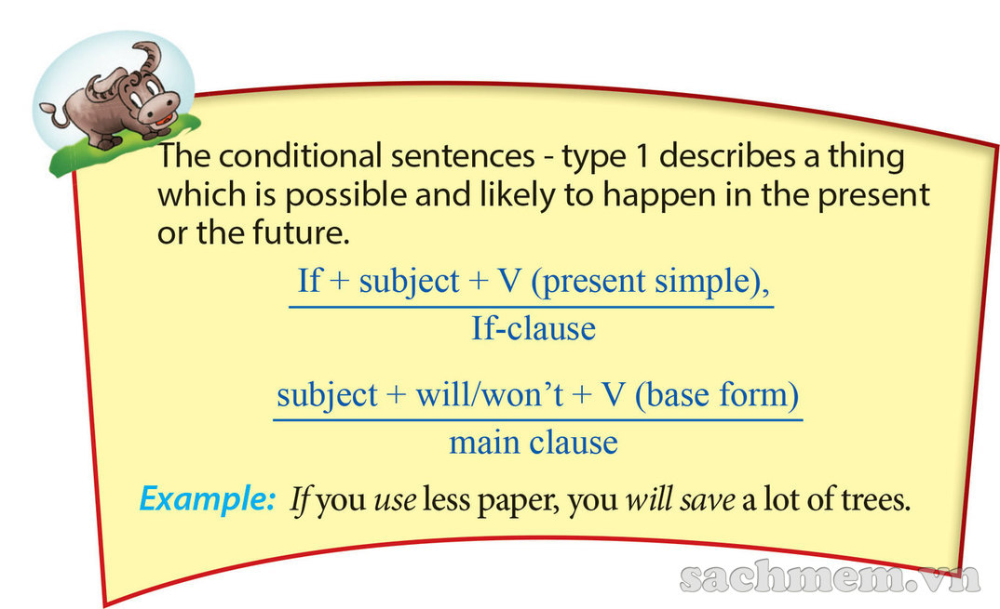 The conditional sentences - type 1 describes a thing
which is possible and likely to happen in the present
or the future.
If + subject + V (present simple),
If-clause
subject + will/won’t + V (base form)
main clause
Example: If you use less paper, you will save a lot of trees.
sachmem.vn